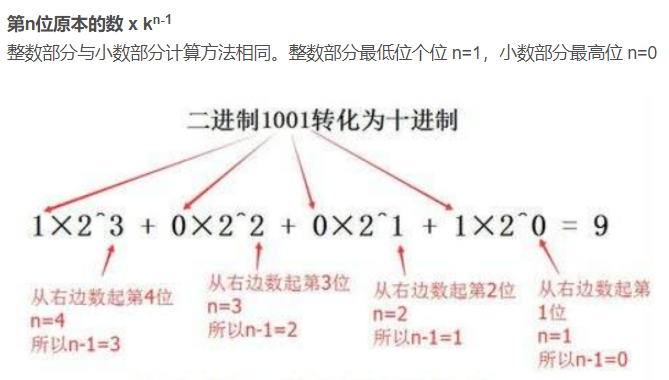 第n位原本的数 x kⁿ⁻¹
整数部分与小数部分计算方法相同。整数部分最低位个位 n=1，小数部分最高位 n=0
二进制1001转化为十进制
1×2^3 + 0×2^2 + 0×2^1 + 1×2^0 = 9
从右边数起第4位
n=4
所以n-1=3
从右边数起第3位
n=3
所以n-1=2
从右边数起第2位
n=2
所以n-1=1
从右边数起第
1位
n=1
所以n-1=0